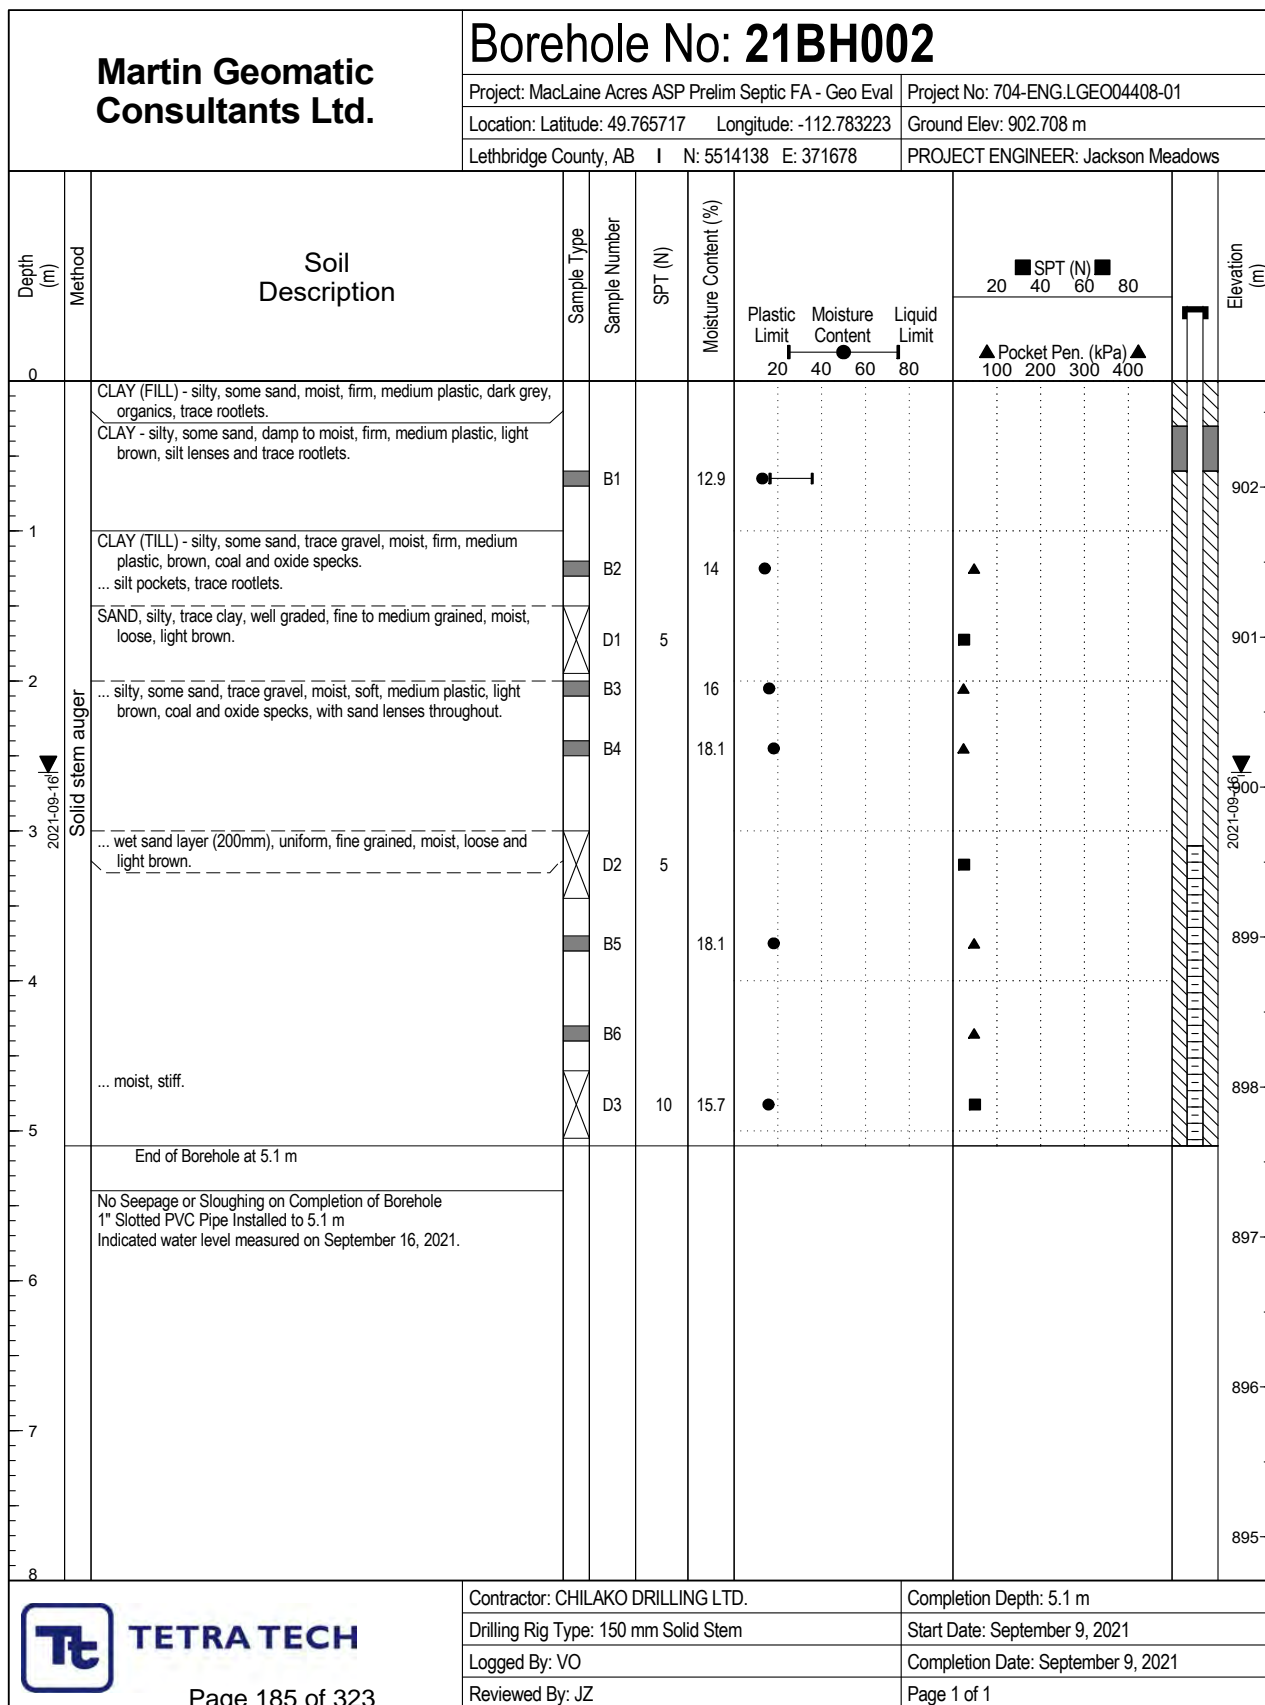 Martin Geomatic
Consultants Ltd.
Borehole No: 21BH002
Project: MacLaine Acres ASP Prelim Septic FA - Geo Eval
Project No: 704-ENG.LGEO04408-01
Location: Latitude: 49.765717 Longitude: -112.783223
Ground Elev: 902.708 m
Lethbridge County, AB I N: 5514138 E: 371678
PROJECT ENGINEER: Jackson Meadows
Depth
(m)
Method
Soil
Description
Sample Type
Sample Number
SPT (N)
Moisture Content (%)
Plastic
Limit
Moisture
Content
Liquid
Limit
20 40 60 80
■ SPT (N) ■
20 40 60 80
▲ Pocket Pen. (kPa) ▲
100 200 300 400
Elevation
(m)
0
CLAY (FILL) - silty, some sand, moist, firm, medium plastic, dark grey,
organics, trace rootlets.
CLAY - silty, some sand, damp to moist, firm, medium plastic, light
brown, silt lenses and trace rootlets.
B1 12.9
902
1
CLAY (TILL) - silty, some sand, trace gravel, moist, firm, medium
plastic, brown, coal and oxide specks.
B2 14
... silt pockets, trace rootlets.
SAND, silty, trace clay, well graded, fine to medium grained, moist,
loose, light brown.
D1 5
901
2
... silty, some sand, trace gravel, moist, soft, medium plastic, light
brown, coal and oxide specks, with sand lenses throughout.
B3 16
B4 18.1
Solid stem auger
2021-09-16
2021-09-16
900
3
... wet sand layer (200mm), uniform, fine grained, moist, loose and
light brown.
D2 5
B5 18.1
899
4
B6
... moist, stiff.
898
D3 10 15.7
5
End of Borehole at 5.1 m
No Seepage or Sloughing on Completion of Borehole
1" Slotted PVC Pipe Installed to 5.1 m
Indicated water level measured on September 16, 2021.
897
6
896
7
895
8
Tt
TETRA TECH
Page 185 of 323
Contractor: CHILAKO DRILLING LTD.
Completion Depth: 5.1 m
Drilling Rig Type: 150 mm Solid Stem
Start Date: September 9, 2021
Logged By: VO
Completion Date: September 9, 2021
Reviewed By: JZ
Page 1 of 1